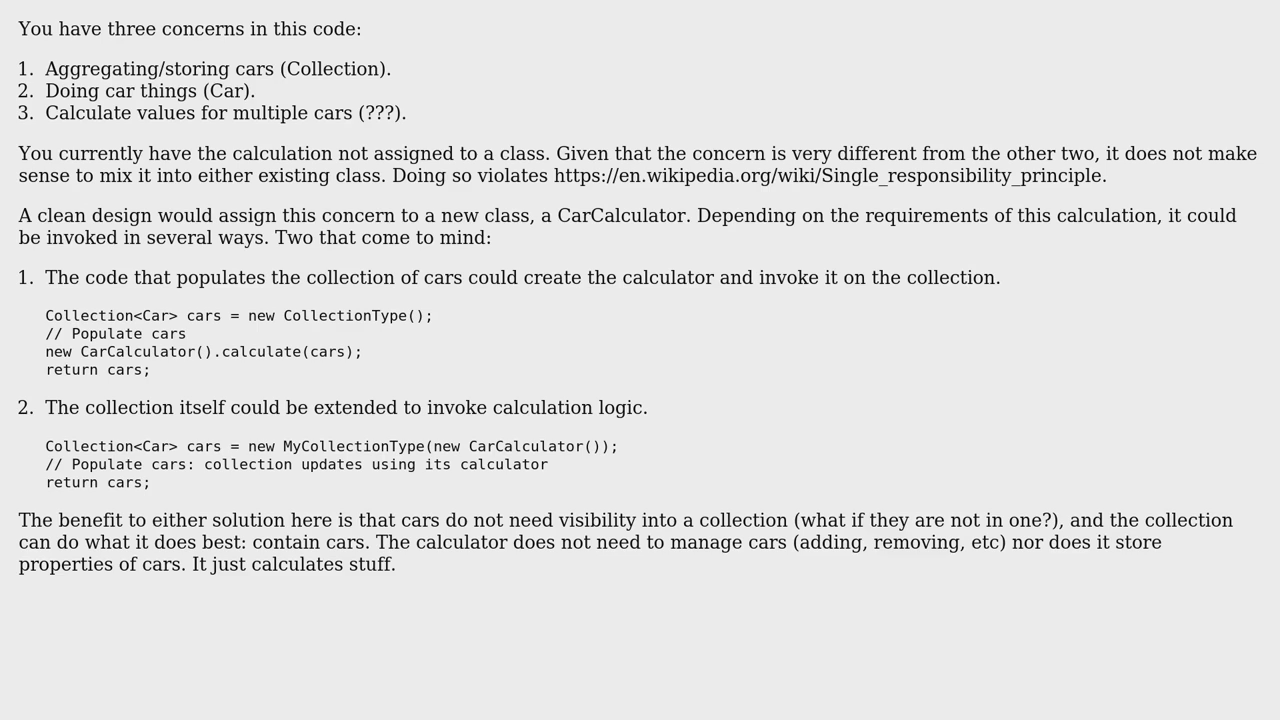 You have three concerns in this code:
1. Aggregating/storing cars (Collection).
2. Doing car things (Car).
3. Calculate values for multiple cars (???).
You currently have the calculation not assigned to a class. Given that the concern is very different from the other two, it does not make
sense to mix it into either existing class. Doing so violates https://en.wikipedia.org/wiki/Single_responsibility_principle.
A clean design would assign this concern to a new class, a CarCalculator. Depending on the requirements of this calculation, it could
be invoked in several ways. Two that come to mind:
1. The code that populates the collection of cars could create the calculator and invoke it on the collection.
Collection<Car> cars = new CollectionType();
// Populate cars
new CarCalculator().calculate(cars);
return cars;
2. The collection itself could be extended to invoke calculation logic.
Collection<Car> cars = new MyCollectionType(new CarCalculator());
// Populate cars: collection updates using its calculator
return cars;
The benefit to either solution here is that cars do not need visibility into a collection (what if they are not in one?), and the collection
can do what it does best: contain cars. The calculator does not need to manage cars (adding, removing, etc) nor does it store
properties of cars. It just calculates stuff.